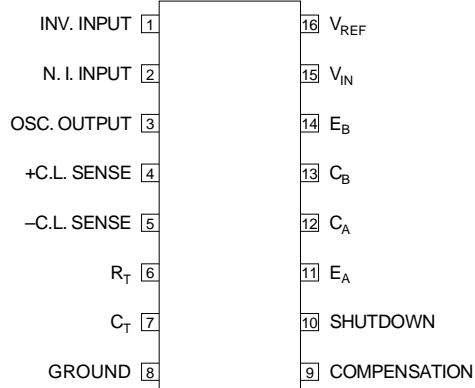 INV. INPUT 1 16 V_REF
N. I. INPUT 2 15 V_IN
OSC. OUTPUT 3 14 E_B
+C.L. SENSE 4 13 C_B
–C.L. SENSE 5 12 C_A
R_T 6 11 E_A
C_T 7 10 SHUTDOWN
GROUND 8 9 COMPENSATION